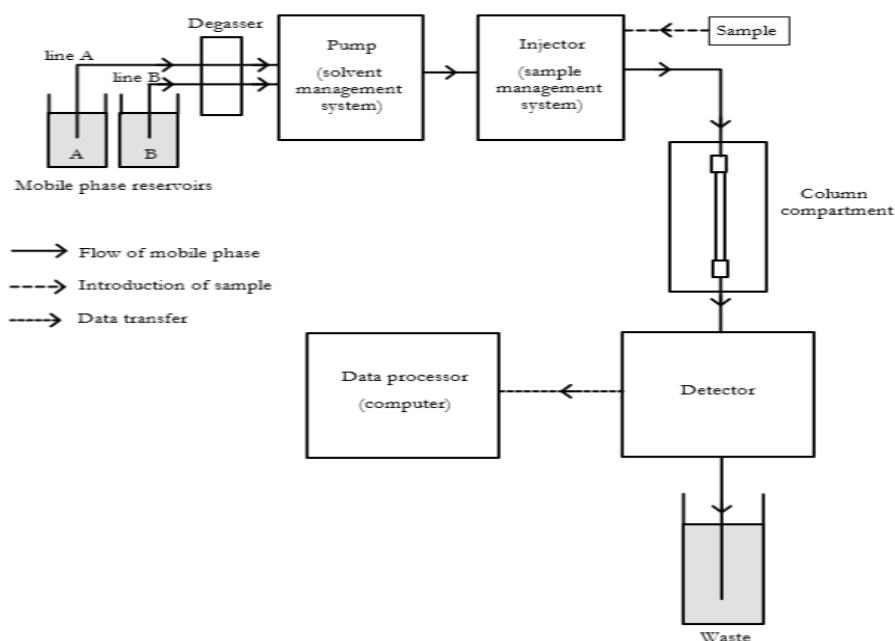 Degasser
line A
line B
Pump
(solvent
management
system)
Injector
(sample
management
system)
Sample
A
B
Mobile phase reservoirs
Column
compartment
Flow of mobile phase
Introduction of sample
Data transfer
Data processor
(computer)
Detector
Waste